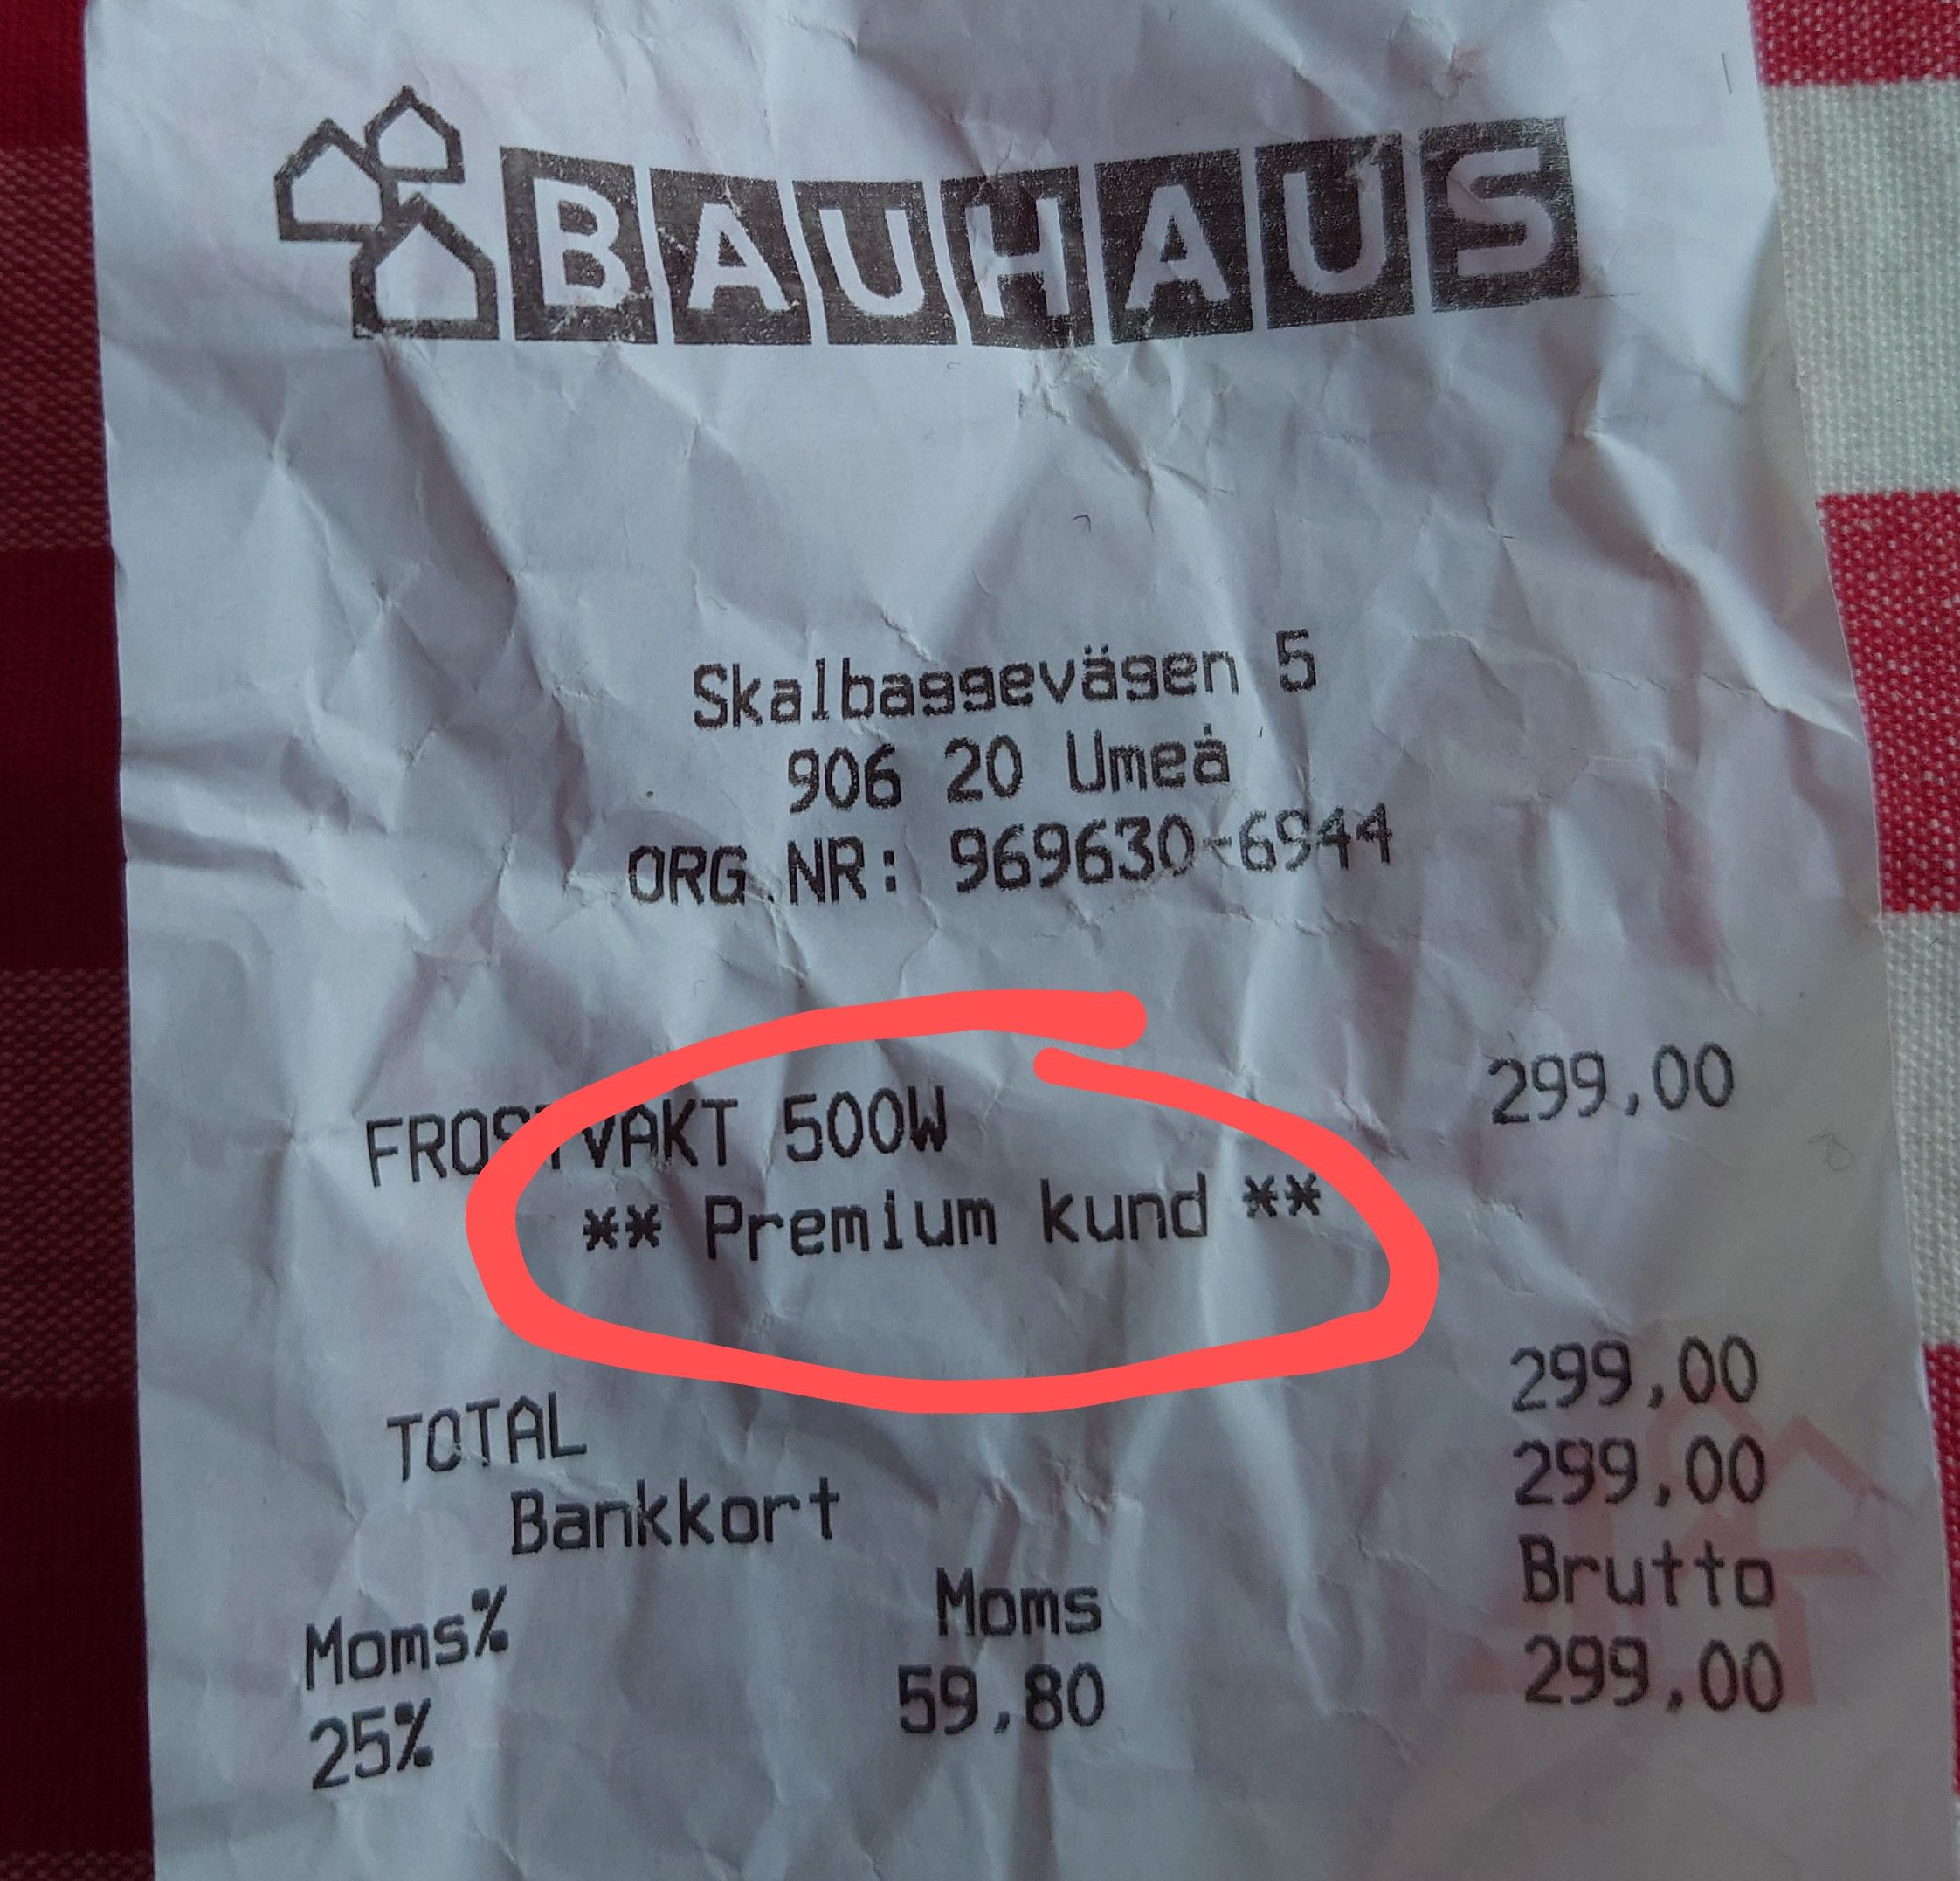 BAUHAUS
Skalbaggevägen 5
906 20 Umeå
ORG.NR: 969630-6944
FROSTVAKT 500W 299,00
** Premium kund **
TOTAL 299,00
Bankkort 299,00
Moms% Moms Brutto
25% 59,80 299,00